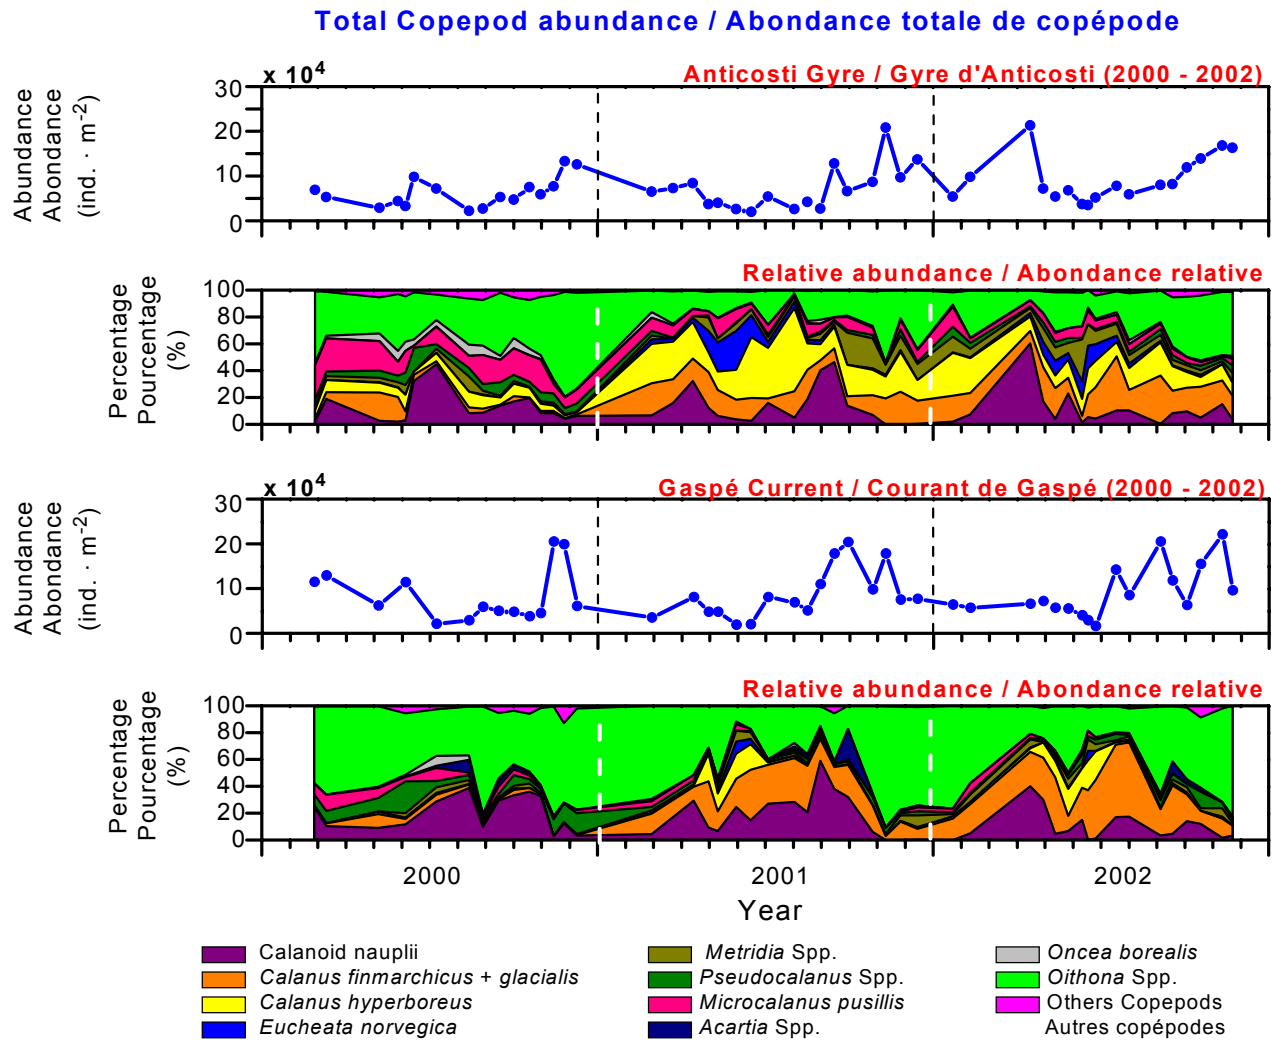 Total Copepod abundance / Abondance totale de copépode
x 10⁴
Anticosti Gyre / Gyre d'Anticosti (2000 - 2002)
Abundance
Abondance
(ind. · m⁻²)
30
20
10
0
Relative abundance / Abondance relative
Percentage
Pourcentage
(%)
100
80
60
40
20
0
x 10⁴
Gaspé Current / Courant de Gaspé (2000 - 2002)
Abundance
Abondance
(ind. · m⁻²)
30
20
10
0
Relative abundance / Abondance relative
Percentage
Pourcentage
(%)
100
80
60
40
20
0
2000 2001 2002
Year
Calanoid nauplii
Calanus finmarchicus + glacialis
Calanus hyperboreus
Eucheata norvegica
Metridia Spp.
Pseudocalanus Spp.
Microcalanus pusillis
Acartia Spp.
Oncea borealis
Oithona Spp.
Others Copepods
Autres copépodes